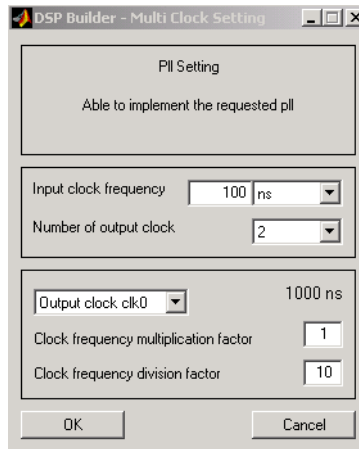 DSP Builder - Multi Clock Setting
Pll Setting
Able to implement the requested pll
Input clock frequency 100 ns
Number of output clock 2
Output clock clk0 1000 ns
Clock frequency multiplication factor 1
Clock frequency division factor 10
OK Cancel